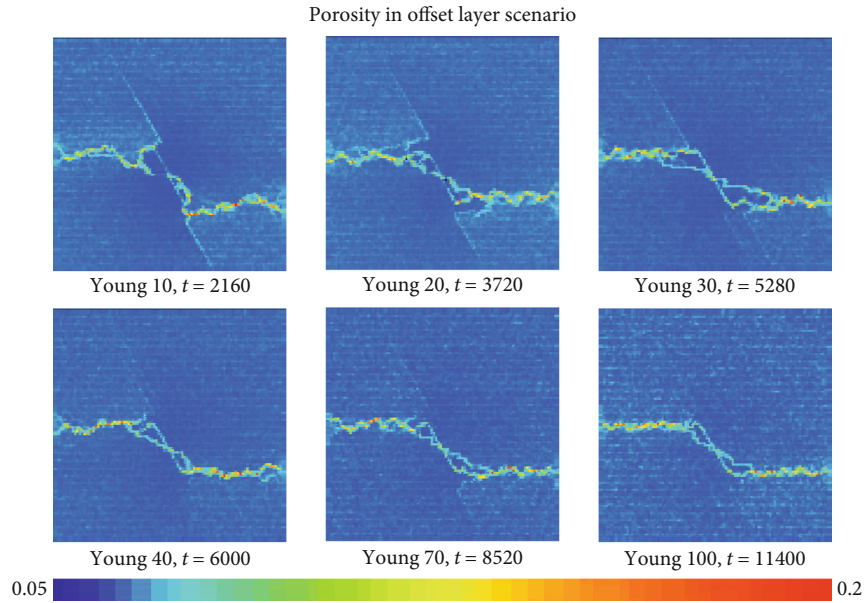 Porosity in offset layer scenario
Young 10, t = 2160
Young 20, t = 3720
Young 30, t = 5280
Young 40, t = 6000
Young 70, t = 8520
Young 100, t = 11400
0.05
0.2